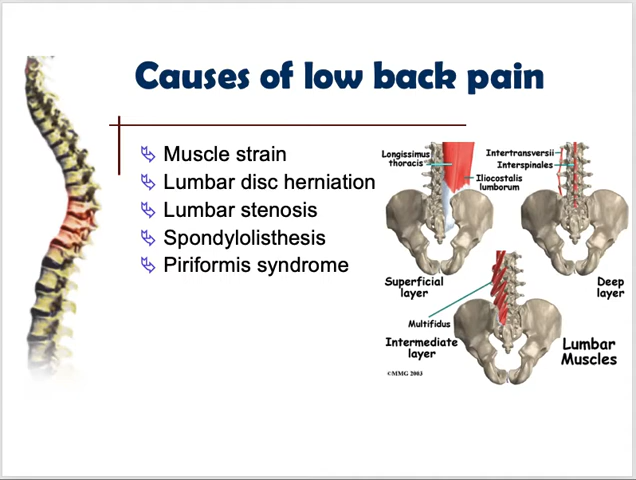 Causes of low back pain
Muscle strain
Lumbar disc herniation
Lumbar stenosis
Spondylolisthesis
Piriformis syndrome
Longissimus
thoracis
Iliocostalis
lumborum
Superficial
layer
Intertransversii
Interspinales
Deep
layer
Multifidus
Intermediate
layer
Lumbar
Muscles
©MMG 2003